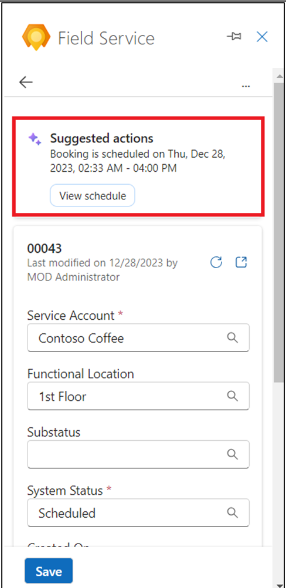 Field Service
...
Suggested actions
Booking is scheduled on Thu, Dec 28,
2023, 02:33 AM - 04:00 PM
View schedule
00043
Last modified on 12/28/2023 by
MOD Administrator
Service Account *
Contoso Coffee
Functional Location
1st Floor
Substatus
System Status *
Scheduled
Created On
Save